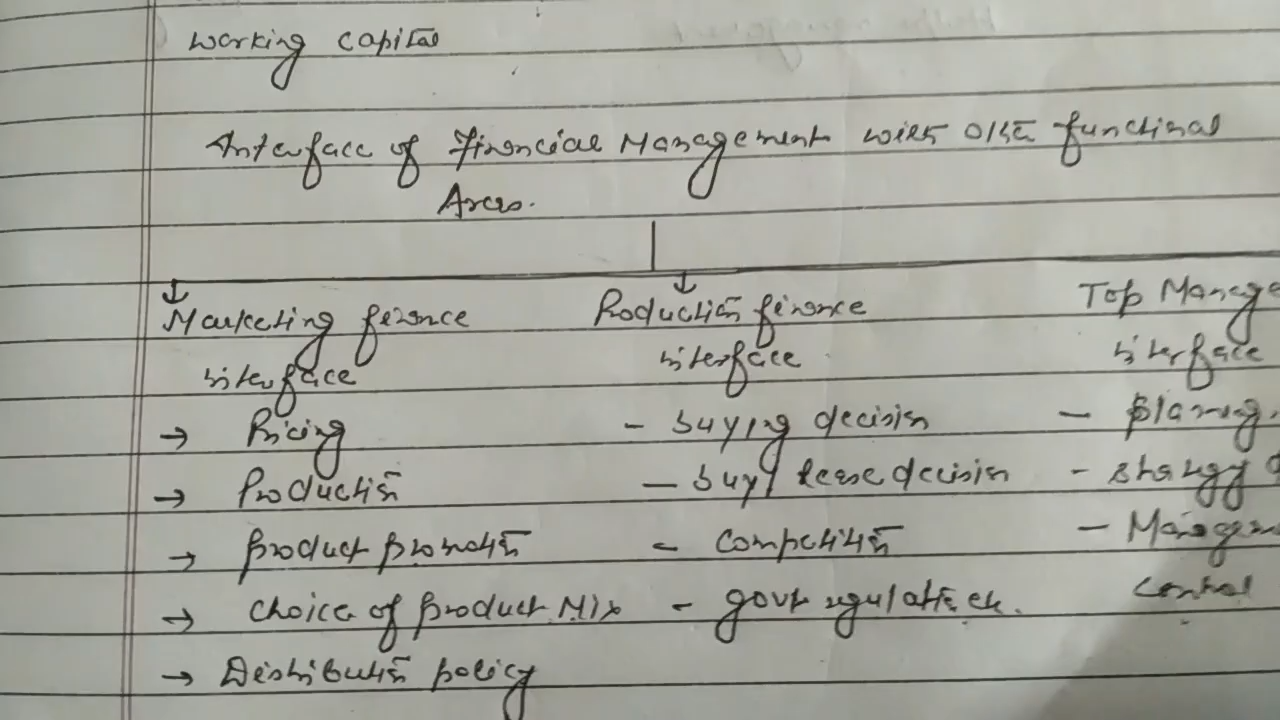 Working Capital
Interface of Financial Management with other functional
Areas.
Marketing finance
interface
→ Pricing
→ Production
→ product promotion
→ choice of product Mix
→ Distribution policy
Production finance
interface
- buying decision
- buy/lease decision
- Competition
- govt regulation etc.
Top Manage
interface
- planning
- strategy
- Managem
Control